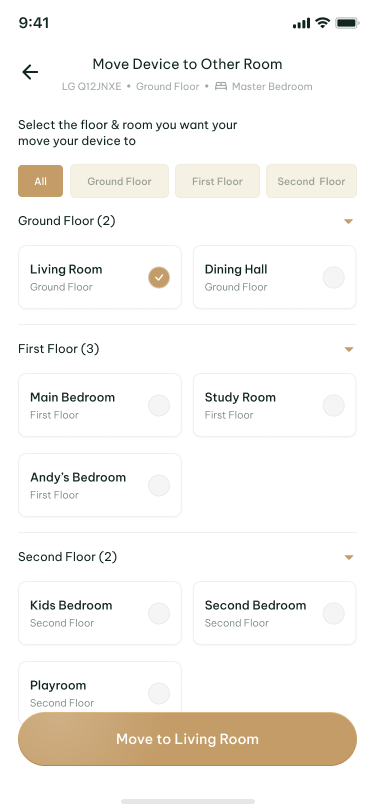 9:41
Move Device to Other Room
LG Q12JNXE • Ground Floor • Master Bedroom
Select the floor & room you want your
move your device to
All Ground Floor First Floor Second Floor
Ground Floor (2)
Living Room Dining Hall
Ground Floor Ground Floor
First Floor (3)
Main Bedroom Study Room
First Floor First Floor
Andy's Bedroom
First Floor
Second Floor (2)
Kids Bedroom Second Bedroom
Second Floor Second Floor
Playroom
Second Floor
Move to Living Room